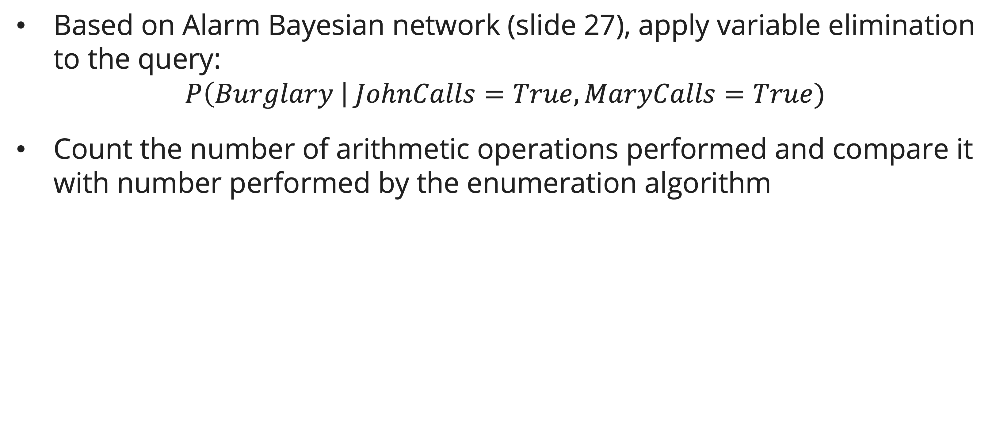 • Based on Alarm Bayesian network (slide 27), apply variable elimination
to the query:
P(Burglary | JohnCalls = True, MaryCalls = True)
• Count the number of arithmetic operations performed and compare it
with number performed by the enumeration algorithm